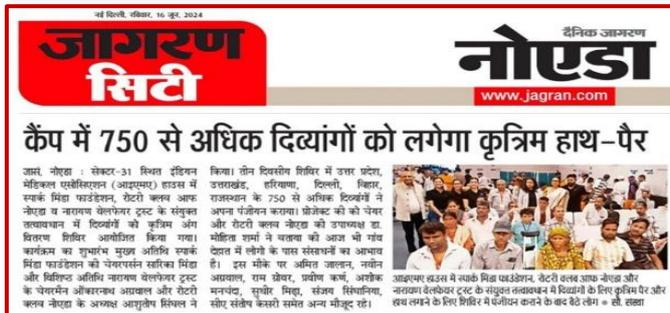 नई दिल्ली, रविवार, 16 जून, 2024
जागरण
सिटी
दैनिक जागरण
नोएडा
www.jagran.com
कैंप में 750 से अधिक दिव्यांगों को लगेगा कृत्रिम हाथ-पैर
जासं, नोएडा : सेक्टर-31 स्थित इंडियन
मेडिकल एसोसिएशन (आइएमए) हाउस में
स्पार्क मिंडा फाउंडेशन, रोटरी क्लब आफ
नोएडा व नारायण वेलफेयर ट्रस्ट के संयुक्त
तत्वावधान में दिव्यांगों को कृत्रिम अंग
वितरण शिविर आयोजित किया गया।
कार्यक्रम का शुभारंभ मुख्य अतिथि स्पार्क
मिंडा फाउंडेशन की चेयरपर्सन सारिका मिंडा
और विशिष्ट अतिथि नारायण वेलफेयर ट्रस्ट
के चेयरमैन ओंकारनाथ अग्रवाल और रोटरी
क्लब नोएडा के अध्यक्ष आशुतोष सिंघल ने
किया। तीन दिवसीय शिविर में उत्तर प्रदेश,
उत्तराखंड, हरियाणा, दिल्ली, बिहार,
राजस्थान के 750 से अधिक दिव्यांगों ने
अपना पंजीयन कराया। प्रोजेक्ट की को चेयर
और रोटरी क्लब नोएडा की उपाध्यक्ष डा.
मोहिता शर्मा ने बताया की आज भी गांव
देहात में लोगो के पास संसाधनों का आभाव
है। इस मौके पर अमित जालान, नवीन
अग्रवाल, राम ग्रोवर, प्रवीण कर्ण, अशोक
मनचंदा, सुधीर मिड्ढा, संजय सिंघानिया,
सीए संतोष केसरी समेत अन्य मौजूद रहे।
आइएमए हाउस में स्पार्क मिंडा फाउंडेशन, रोटरी क्लब आफ नोएडा और
नारायण वेलफेयर ट्रस्ट के संयुक्त तत्वावधान में दिव्यांगों के लिए कृत्रिम पैर और
हाथ लगाने के लिए शिविर में पंजीयन कराने के बाद बैठे लोग • सौ. संस्था